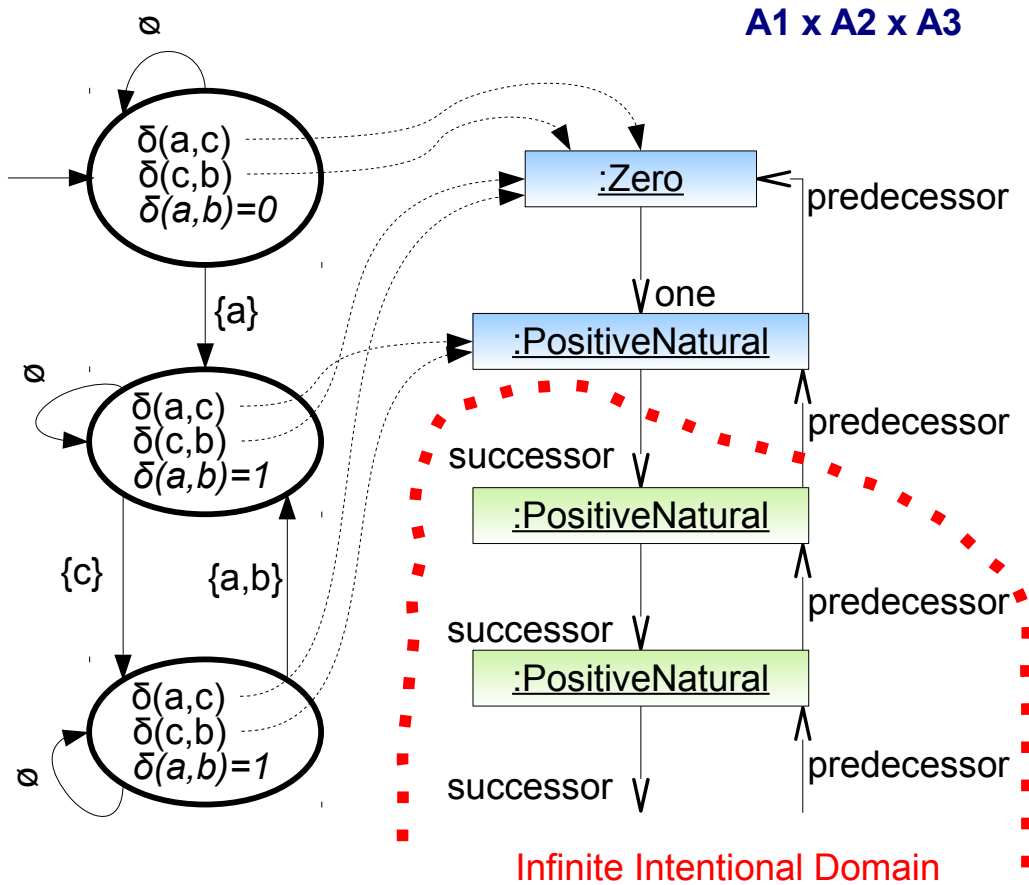 A1 x A2 x A3
ø
δ(a,c)
δ(c,b)
δ(a,b)=0
:Zero
predecessor
{a}
one
:PositiveNatural
ø
δ(a,c)
δ(c,b)
δ(a,b)=1
predecessor
successor
:PositiveNatural
{c}
{a,b}
predecessor
successor
:PositiveNatural
δ(a,c)
δ(c,b)
δ(a,b)=1
ø
predecessor
successor
Infinite Intentional Domain